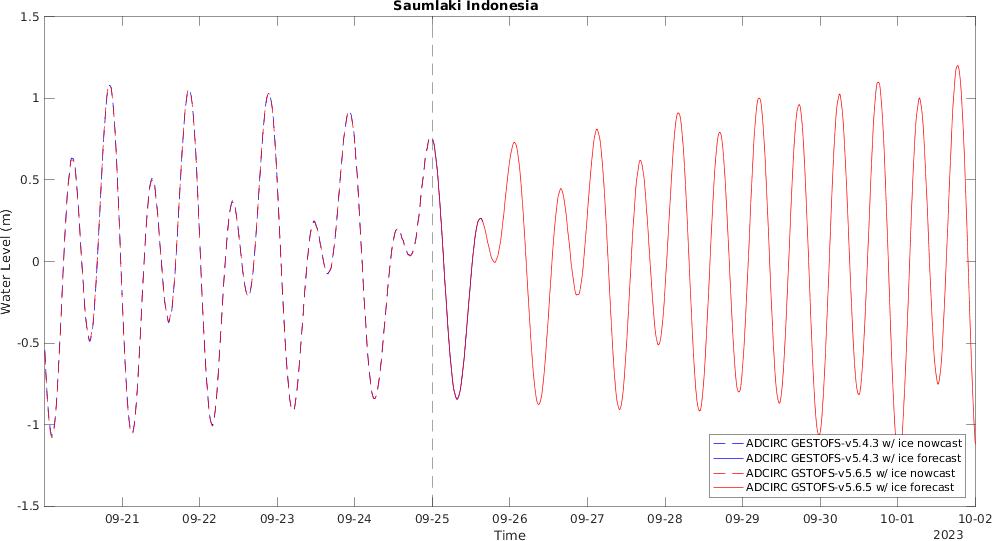 Saumlaki Indonesia
1.5
1
0.5
0
-0.5
-1
-1.5
Water Level (m)
09-21 09-22 09-23 09-24 09-25 09-26 09-27 09-28 09-29 09-30 10-01 10-02
Time
2023
ADCIRC GESTOFS-v5.4.3 w/ ice nowcast
ADCIRC GESTOFS-v5.4.3 w/ ice forecast
ADCIRC GSTOFS-v5.6.5 w/ ice nowcast
ADCIRC GSTOFS-v5.6.5 w/ ice forecast